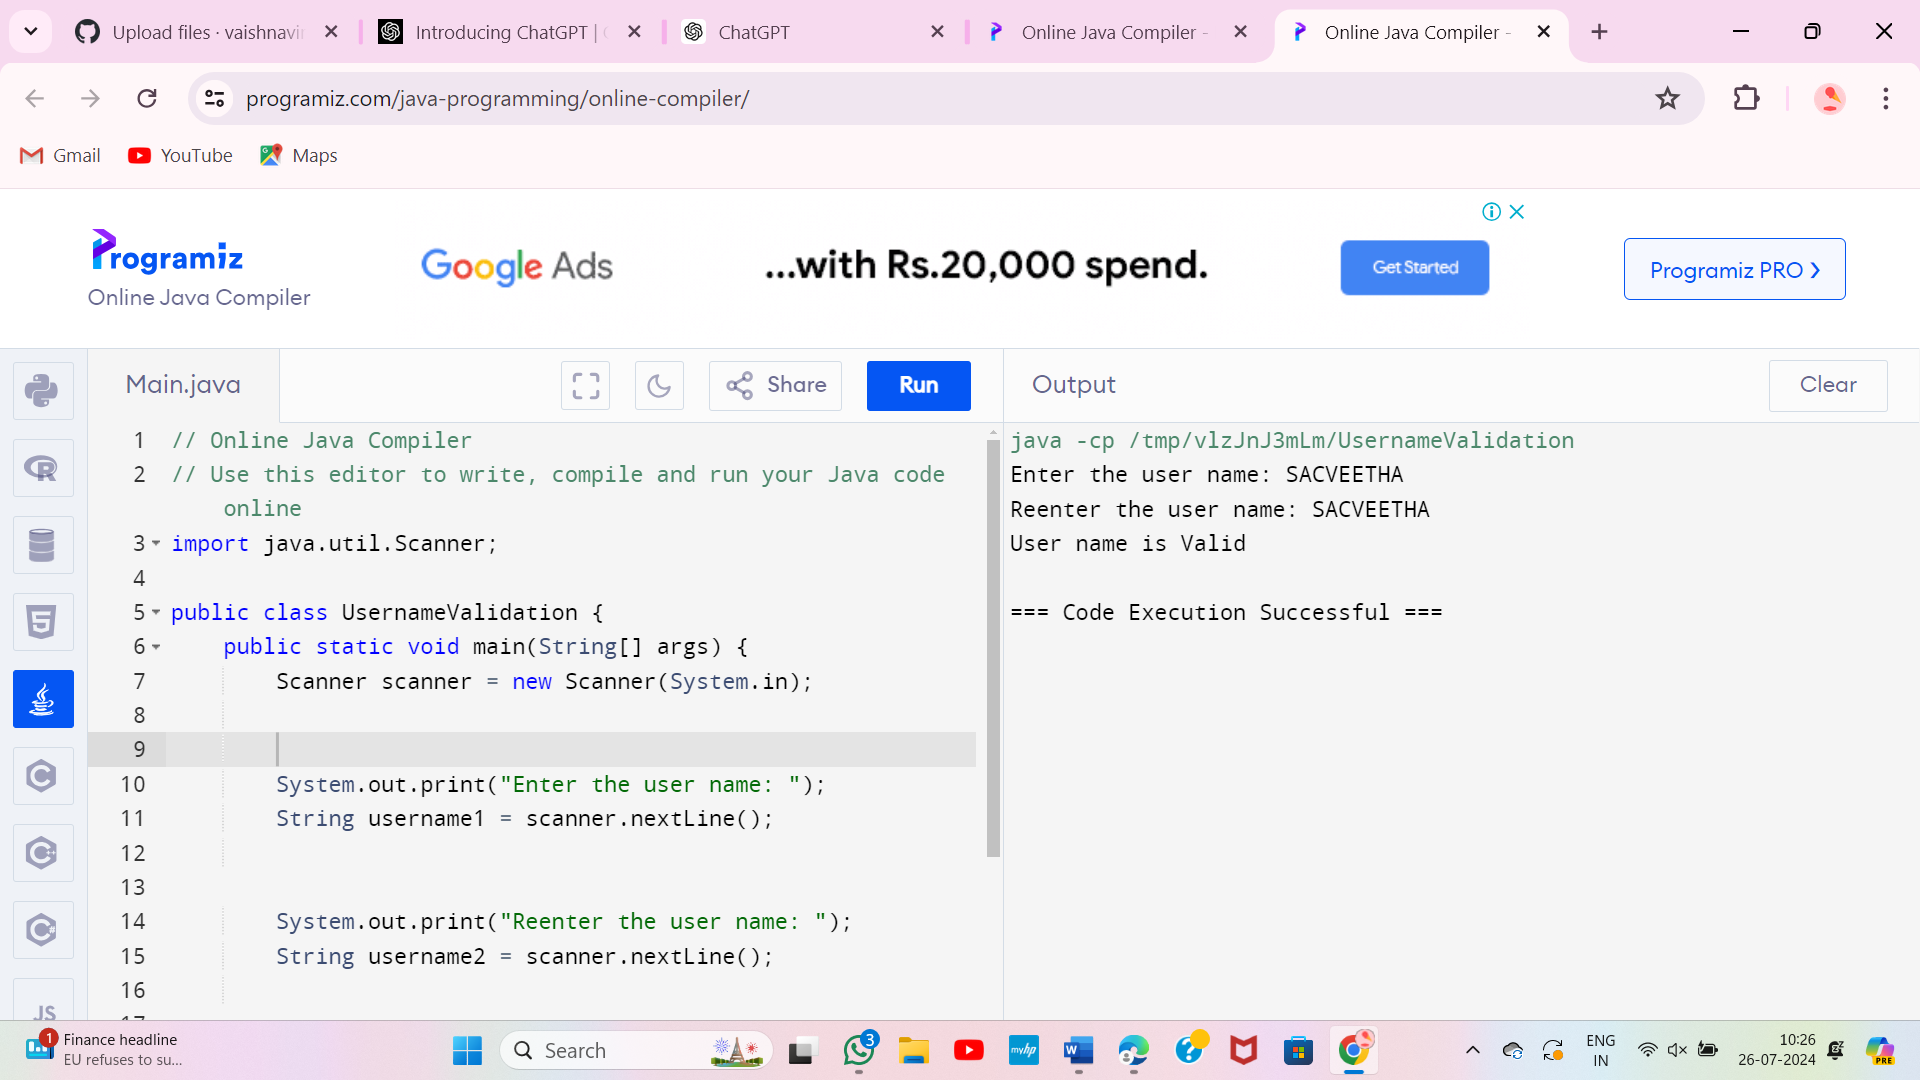 Upload files · vaishnavi
Introducing ChatGPT |
ChatGPT
Online Java Compiler -
Online Java Compiler -
programiz.com/java-programming/online-compiler/
Gmail
YouTube
Maps
Programiz
Online Java Compiler
Google Ads
...with Rs.20,000 spend.
Get Started
Programiz PRO
Main.java
Share
Run
Output
Clear
1 // Online Java Compiler
2 // Use this editor to write, compile and run your Java code
online
3 import java.util.Scanner;
4
5 public class UsernameValidation {
6 public static void main(String[] args) {
7 Scanner scanner = new Scanner(System.in);
8
9
10 System.out.print("Enter the user name: ");
11 String username1 = scanner.nextLine();
12
13
14 System.out.print("Reenter the user name: ");
15 String username2 = scanner.nextLine();
16
17
java -cp /tmp/vlzJnJ3mLm/UsernameValidation
Enter the user name: SACVEETHA
Reenter the user name: SACVEETHA
User name is Valid
=== Code Execution Successful ===
JS
1
Finance headline
EU refuses to su...
Search
3
myhp
W
ENG
IN
10:26
26-07-2024
PRE